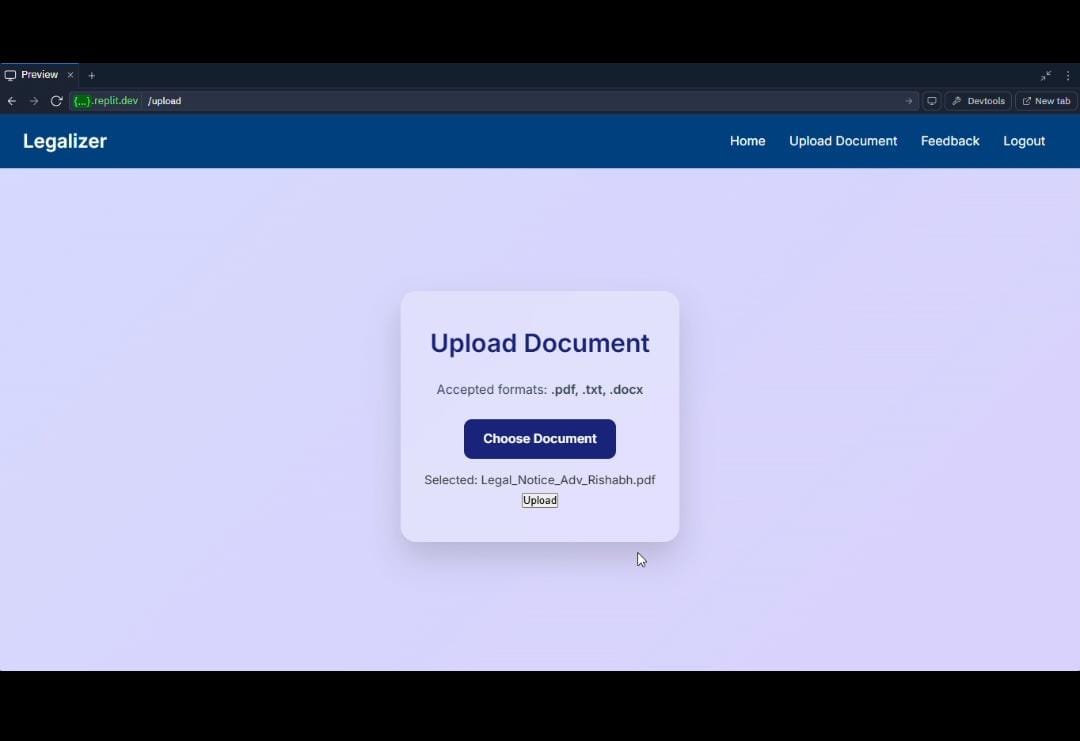 Preview
{...}.replit.dev /upload
Devtools
New tab
Legalizer
Home
Upload Document
Feedback
Logout
Upload Document
Accepted formats: .pdf, .txt, .docx
Choose Document
Selected: Legal_Notice_Adv_Rishabh.pdf
Upload